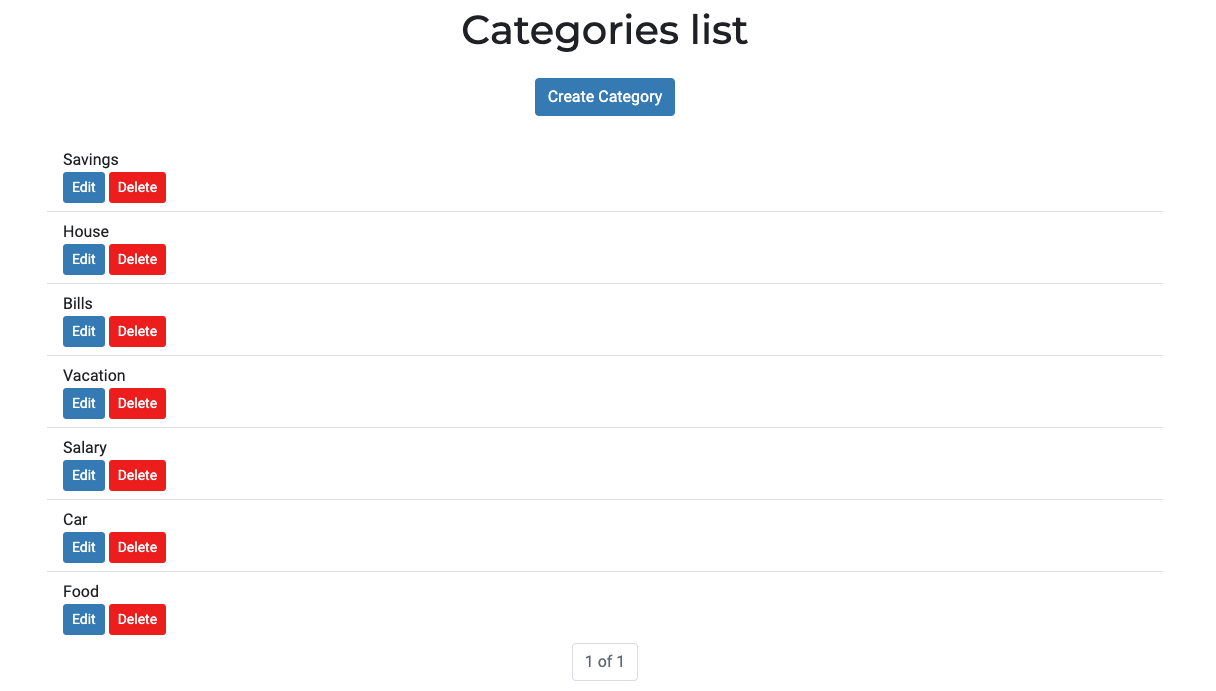 Categories list
Create Category
Savings
Edit Delete
House
Edit Delete
Bills
Edit Delete
Vacation
Edit Delete
Salary
Edit Delete
Car
Edit Delete
Food
Edit Delete
1 of 1